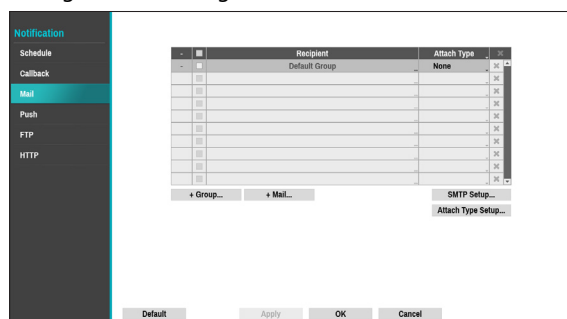 Notification
Schedule
Callback
Mail
Push
FTP
HTTP
- Recipient Attach Type
- Default Group None
+ Group... + Mail... SMTP Setup...
Attach Type Setup...
Default Apply OK Cancel